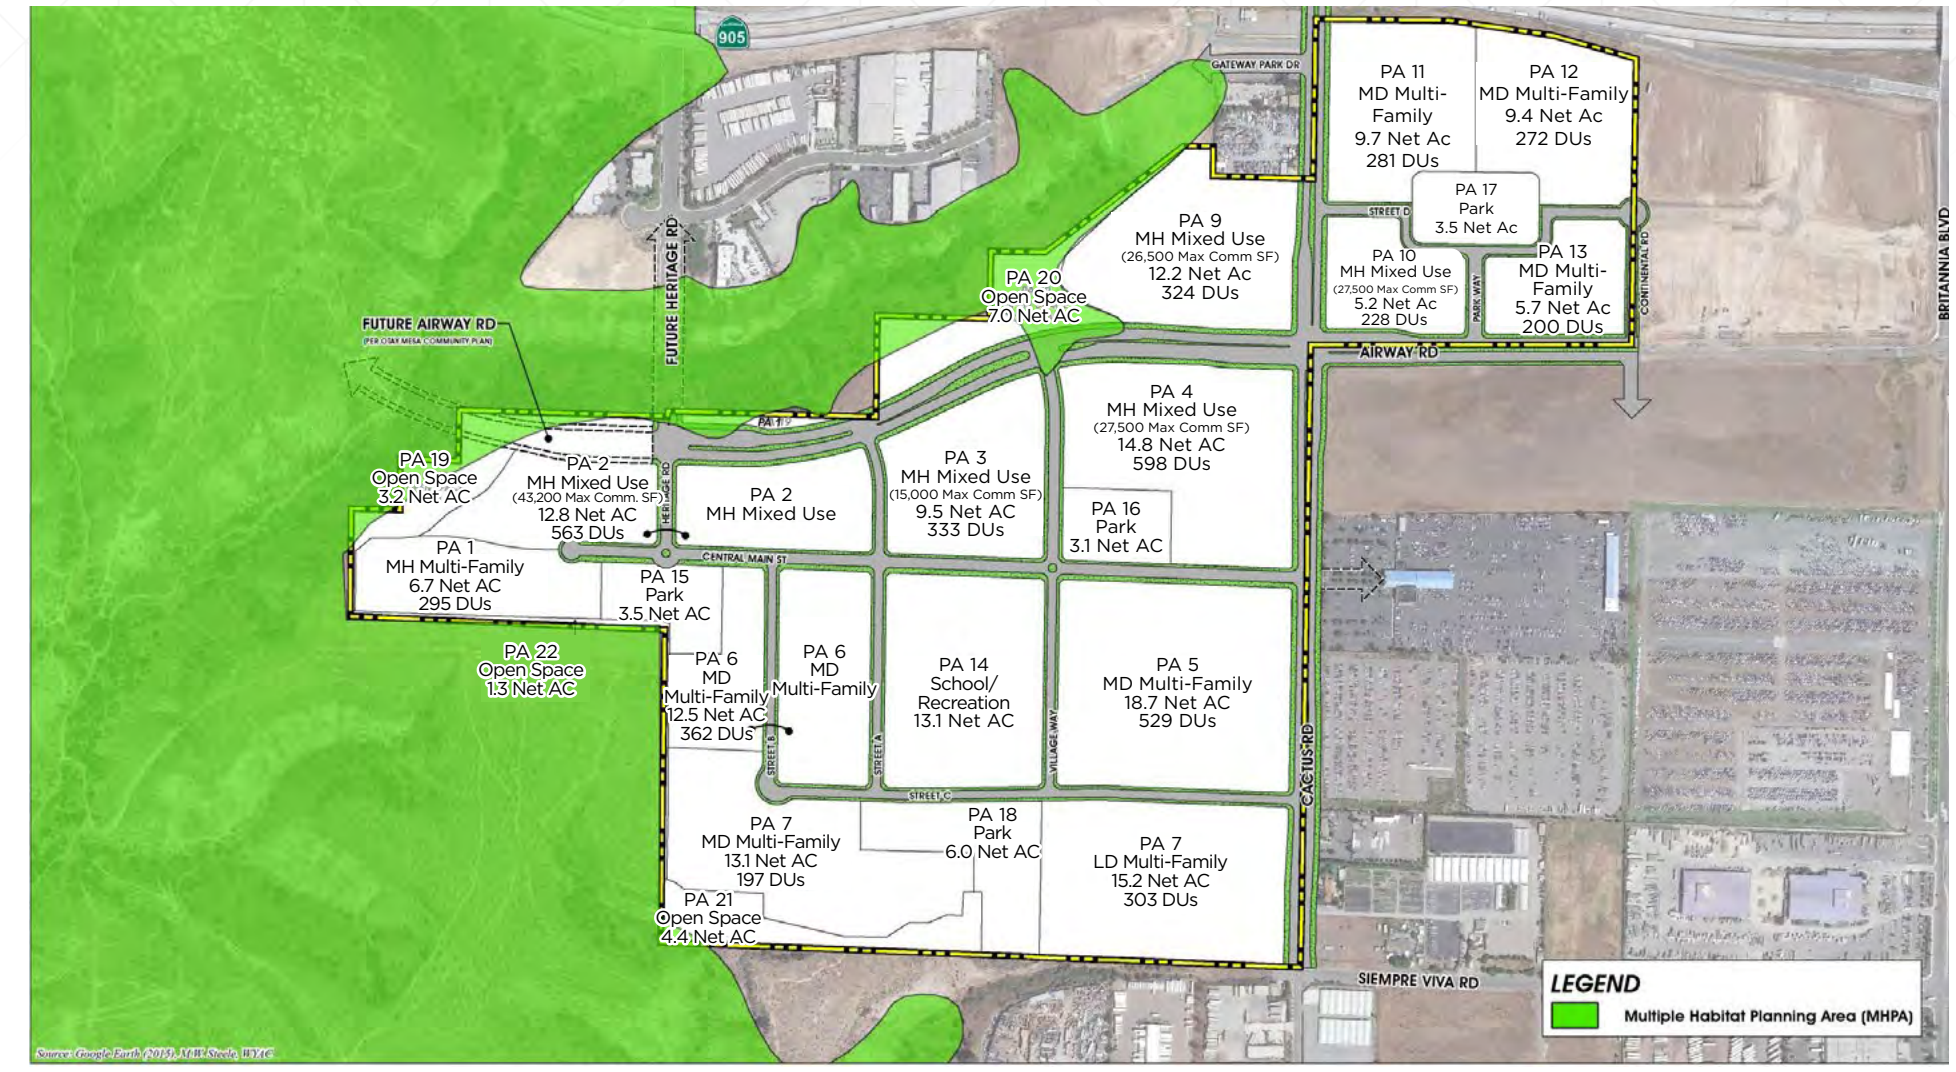 905
GATEWAY PARK DR
PA 11
MD Multi-
Family
9.7 Net Ac
281 DUs
PA 12
MD Multi-Family
9.4 Net Ac
272 DUs
PA 17
Park
3.5 Net Ac
STREET D
PA 9
MH Mixed Use
(26,500 Max Comm SF)
12.2 Net Ac
324 DUs
PA 10
MH Mixed Use
(27,500 Max Comm SF)
5.2 Net Ac
228 DUs
PARK WAY
PA 13
MD Multi-
Family
5.7 Net Ac
200 DUs
CONTINENTAL RD
BRITANNIA BLVD
FUTURE HERITAGE RD
PA 20
Open Space
7.0 Net AC
FUTURE AIRWAY RD
(PER OTAY MESA COMMUNITY PLAN)
AIRWAY RD
PA 19
Open Space
3.2 Net AC
PA 2
MH Mixed Use
(43,200 Max Comm. SF)
12.8 Net AC
563 DUs
HERITAGE RD
PA 2
MH Mixed Use
PA 3
MH Mixed Use
(15,000 Max Comm SF)
9.5 Net AC
333 DUs
PA 4
MH Mixed Use
(27,500 Max Comm SF)
14.8 Net AC
598 DUs
PA 16
Park
3.1 Net AC
CENTRAL MAIN ST
PA 1
MH Multi-Family
6.7 Net AC
295 DUs
PA 15
Park
3.5 Net AC
PA 22
Open Space
1.3 Net AC
PA 6
MD
Multi-Family
12.5 Net AC
362 DUs
STREET B
PA 6
MD
Multi-Family
STREET A
PA 14
School/
Recreation
13.1 Net AC
VILLAGE WAY
PA 5
MD Multi-Family
18.7 Net AC
529 DUs
CACTUS RD
STREET C
PA 7
MD Multi-Family
13.1 Net AC
197 DUs
PA 18
Park
6.0 Net AC
PA 7
LD Multi-Family
15.2 Net AC
303 DUs
PA 21
Open Space
4.4 Net AC
SIEMPRE VIVA RD
LEGEND
Multiple Habitat Planning Area (MHPA)
Source: Google Earth (2015), M.W. Steele, WYAC